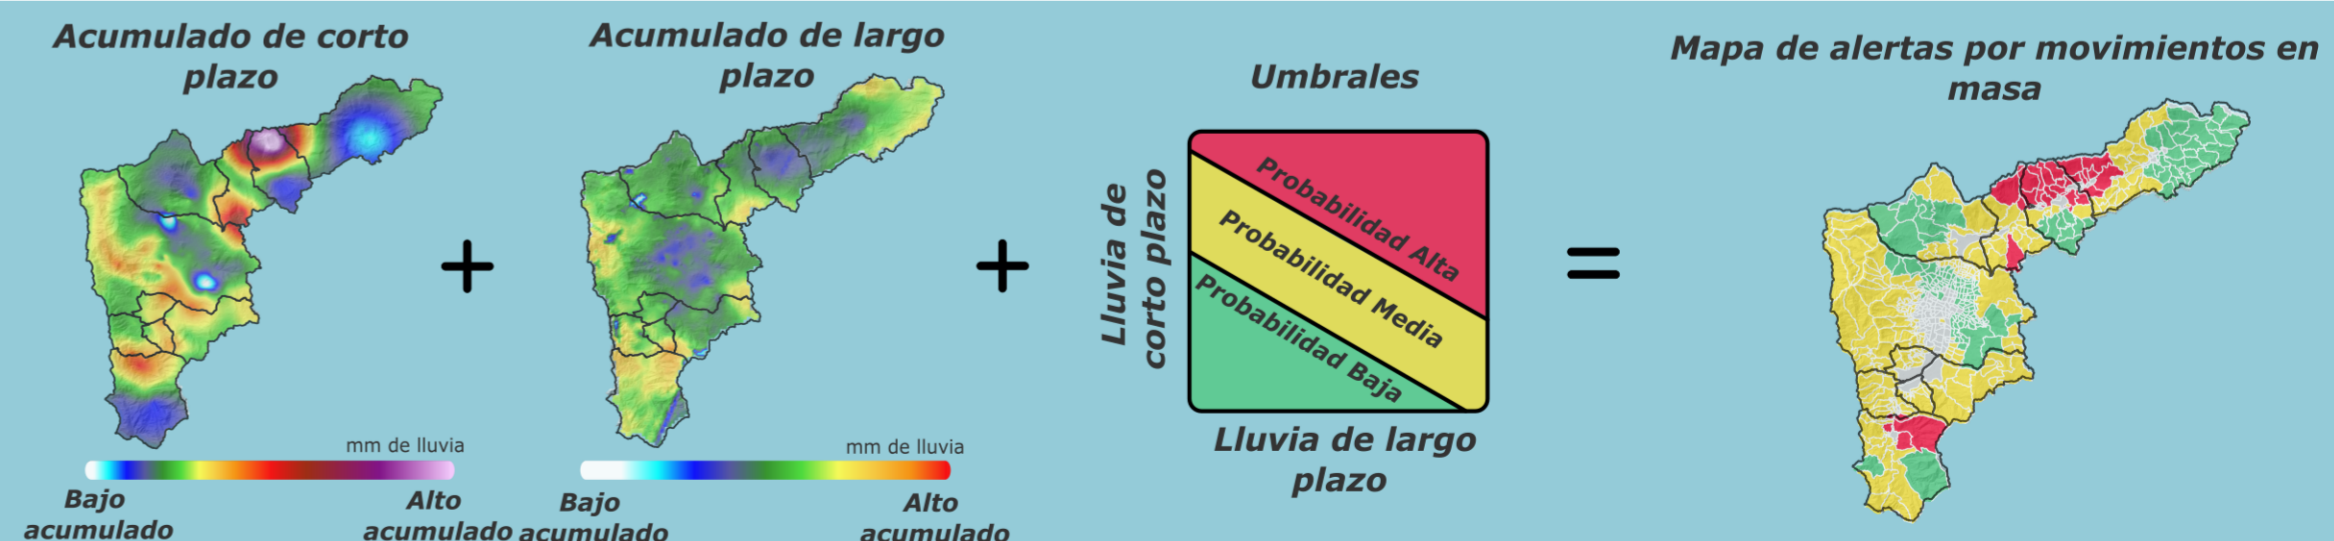 Acumulado de corto
plazo
mm de lluvia
Bajo
acumulado
Alto
acumulado
Acumulado de largo
plazo
mm de lluvia
Bajo
acumulado
Alto
acumulado
Umbrales
Lluvia de
corto plazo
Probabilidad Alta
Probabilidad Media
Probabilidad Baja
Lluvia de largo
plazo
Mapa de alertas por movimientos en
masa